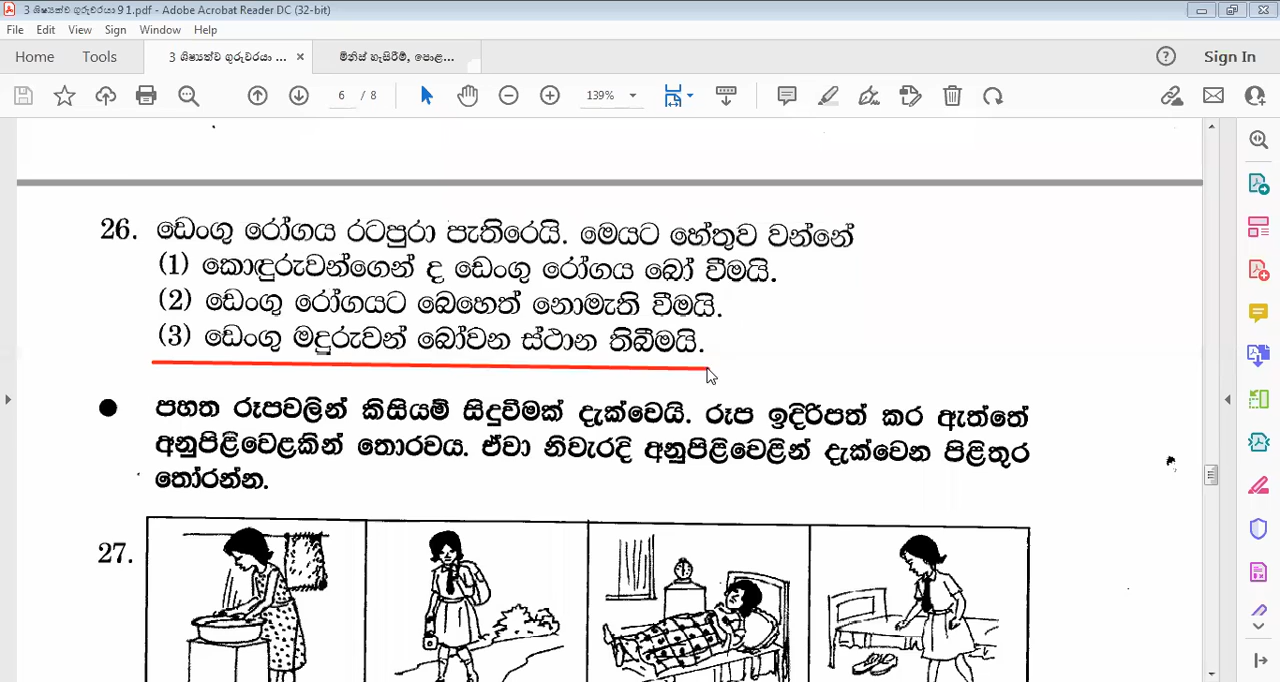 3 ශිෂ්‍යත්ව ගුරුවරයා 9 1.pdf - Adobe Acrobat Reader DC (32-bit)
File Edit View Sign Window Help
Home Tools 3 ශිෂ්‍යත්ව ගුරුවරයා ... × මිනිස් හැසිරීම්, පොළ... Sign In
6 / 8 139%
26. ඩෙංගු රෝගය රටපුරා පැතිරෙයි. මෙයට හේතුව වන්නේ
(1) කොඳුරුවන්ගෙන් ද ඩෙංගු රෝගය බෝ වීමයි.
(2) ඩෙංගු රෝගයට බෙහෙත් නොමැති වීමයි.
(3) ඩෙංගු මදුරුවන් බෝවන ස්ථාන තිබීමයි.
● පහත රූපවලින් කිසියම් සිදුවීමක් දැක්වෙයි. රූප ඉදිරිපත් කර ඇත්තේ
අනුපිළිවෙළකින් තොරවය. ඒවා නිවැරදි අනුපිළිවෙළින් දැක්වෙන පිළිතුර
තෝරන්න.
27.